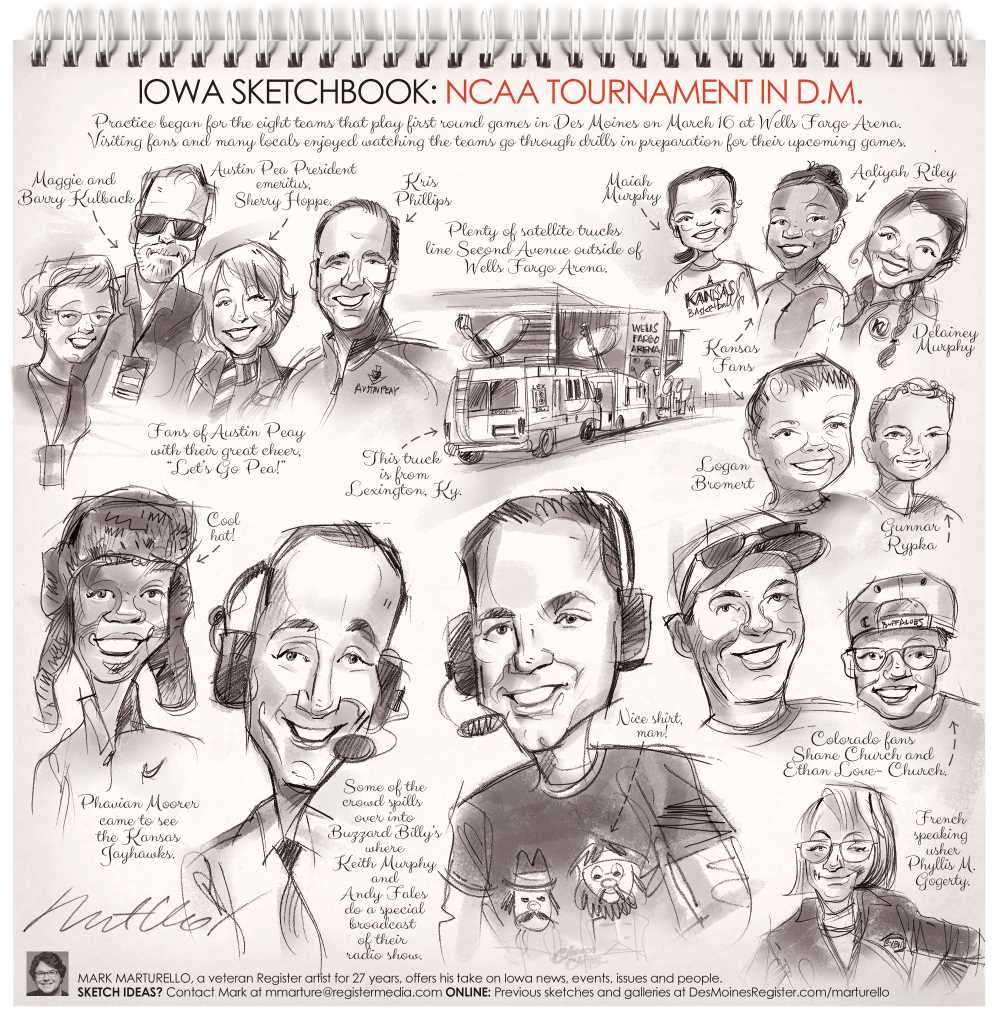 IOWA SKETCHBOOK: NCAA TOURNAMENT IN D.M.
Practice began for the eight teams that play first round games in Des Moines on March 16 at Wells Fargo Arena.
Visiting fans and many locals enjoyed watching the teams go through drills in preparation for their upcoming games.
Maggie and
Barry Kulback
Austin Pea President
emeritus,
Sherry Hoppe.
Kris
Phillips
Plenty of satellite trucks
line Second Avenue outside of
Wells Fargo Arena.
Maiah
Murphy
Aaliyah Riley
KANSAS
BASKETBALL
Delainey
Murphy
Kansas
Fans
WELLS
FARGO
ARENA
AUSTIN PEAY
Fans of Austin Peay
with their great cheer,
"Let's Go Pea!"
This truck
is from
Lexington, Ky.
LEX
Logan
Bromert
Gunnar
Rypka
Cool
hat!
BUFFALOES
Nice shirt,
man!
Colorado fans
Shane Church and
Ethan Love- Church.
Phavian Moorer
came to see
the Kansas
Jayhawks.
Some of the
crowd spills
over into
Buzzard Billy's
where
Keith Murphy
and
Andy Fales
do a special
broadcast
of their
radio show.
French
speaking
usher
Phyllis M.
Gogerty.
MARK MARTURELLO, a veteran Register artist for 27 years, offers his take on Iowa news, events, issues and people.
SKETCH IDEAS? Contact Mark at mmarture@registermedia.com ONLINE: Previous sketches and galleries at DesMoinesRegister.com/marturello